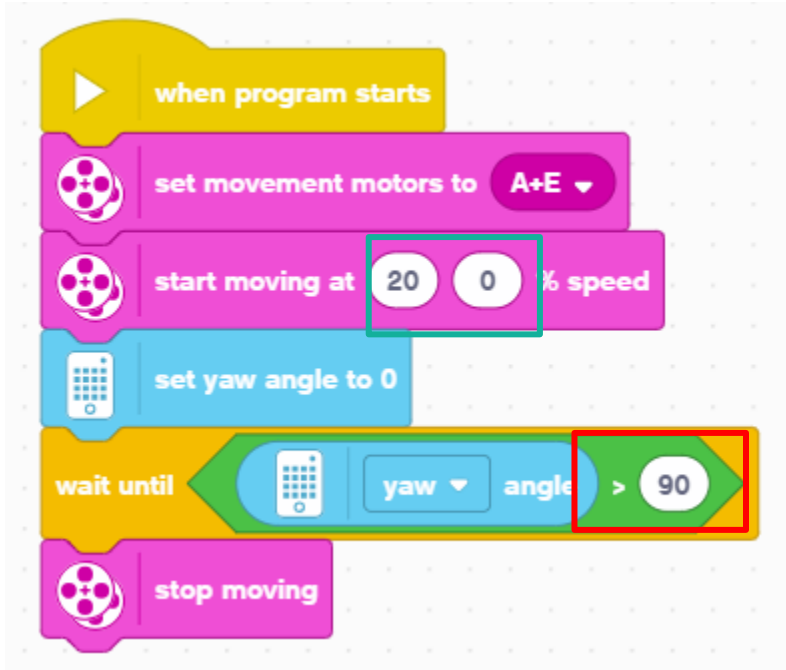 when program starts
set movement motors to A+E
start moving at 20 0 % speed
set yaw angle to 0
wait until yaw angle > 90
stop moving